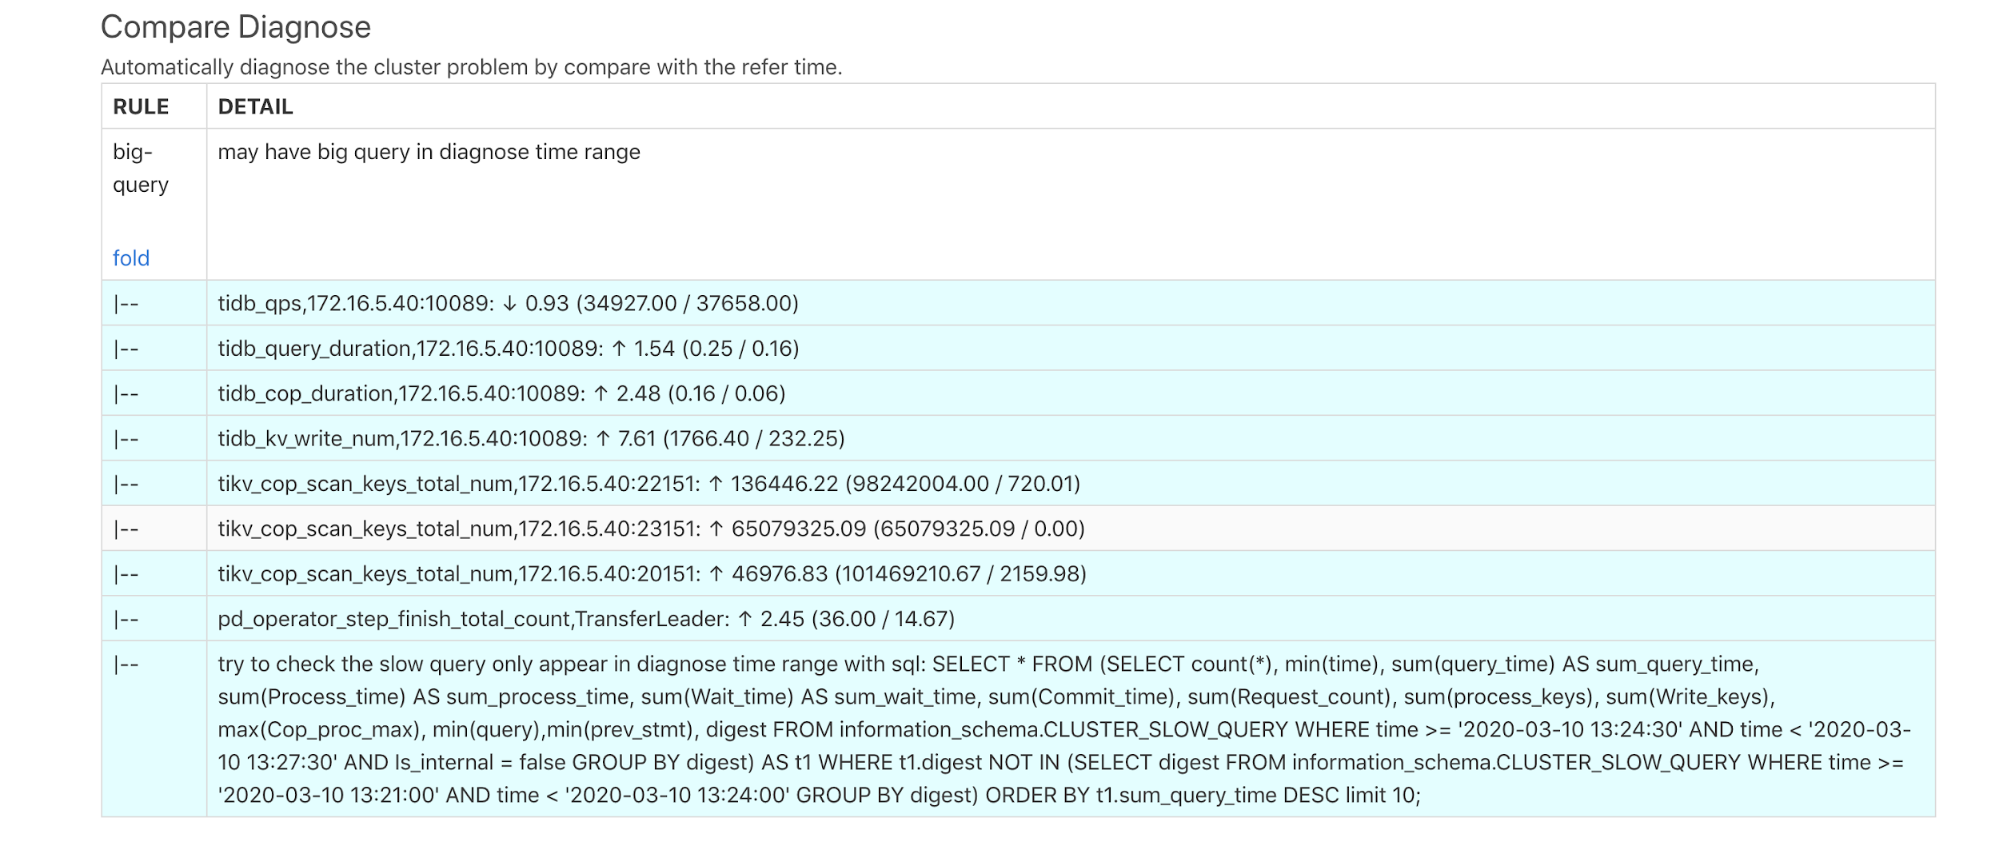 Compare Diagnose
Automatically diagnose the cluster problem by compare with the refer time.
RULE DETAIL
big-
query
may have big query in diagnose time range
fold
|-- tidb_qps,172.16.5.40:10089: ↓ 0.93 (34927.00 / 37658.00)
|-- tidb_query_duration,172.16.5.40:10089: ↑ 1.54 (0.25 / 0.16)
|-- tidb_cop_duration,172.16.5.40:10089: ↑ 2.48 (0.16 / 0.06)
|-- tidb_kv_write_num,172.16.5.40:10089: ↑ 7.61 (1766.40 / 232.25)
|-- tikv_cop_scan_keys_total_num,172.16.5.40:22151: ↑ 136446.22 (98242004.00 / 720.01)
|-- tikv_cop_scan_keys_total_num,172.16.5.40:23151: ↑ 65079325.09 (65079325.09 / 0.00)
|-- tikv_cop_scan_keys_total_num,172.16.5.40:20151: ↑ 46976.83 (101469210.67 / 2159.98)
|-- pd_operator_step_finish_total_count,TransferLeader: ↑ 2.45 (36.00 / 14.67)
|-- try to check the slow query only appear in diagnose time range with sql: SELECT * FROM (SELECT count(*), min(time), sum(query_time) AS sum_query_time,
sum(Process_time) AS sum_process_time, sum(Wait_time) AS sum_wait_time, sum(Commit_time), sum(Request_count), sum(process_keys), sum(Write_keys),
max(Cop_proc_max), min(query),min(prev_stmt), digest FROM information_schema.CLUSTER_SLOW_QUERY WHERE time >= '2020-03-10 13:24:30' AND time < '2020-03-
10 13:27:30' AND Is_internal = false GROUP BY digest) AS t1 WHERE t1.digest NOT IN (SELECT digest FROM information_schema.CLUSTER_SLOW_QUERY WHERE time >=
'2020-03-10 13:21:00' AND time < '2020-03-10 13:24:00' GROUP BY digest) ORDER BY t1.sum_query_time DESC limit 10;